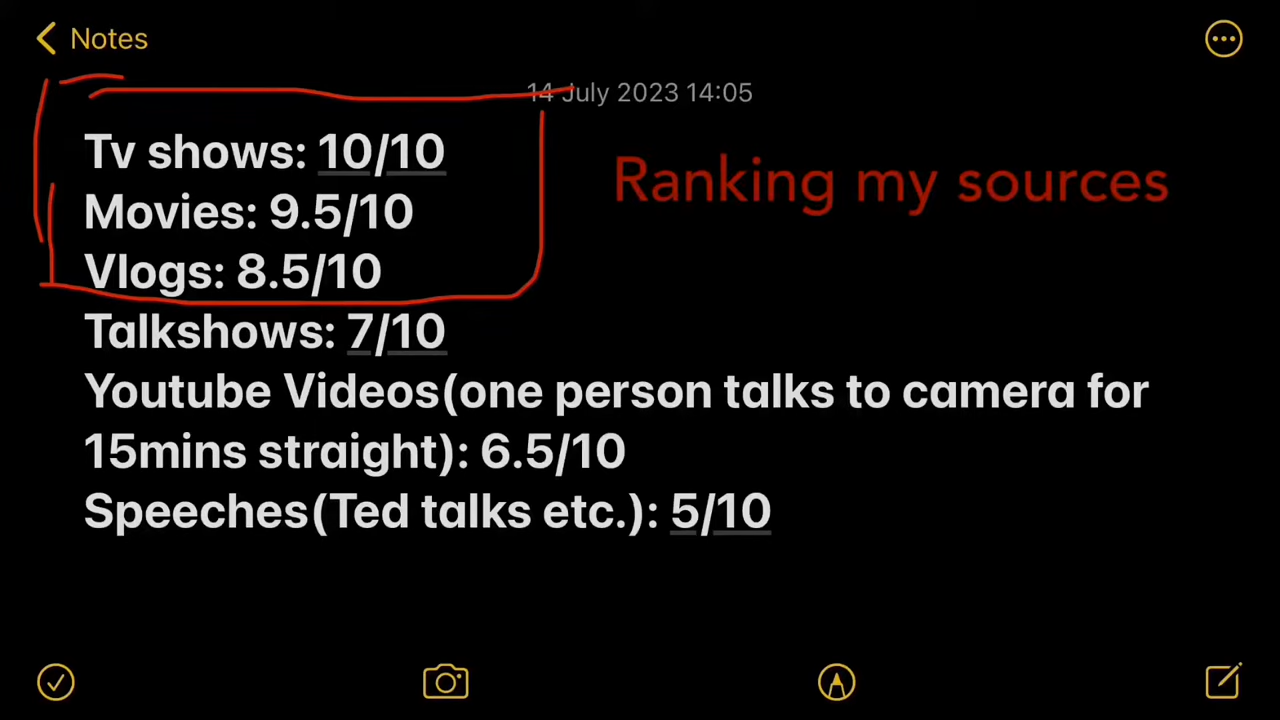 Notes
14 July 2023 14:05
Tv shows: 10/10
Ranking my sources
Movies: 9.5/10
Vlogs: 8.5/10
Talkshows: 7/10
Youtube Videos(one person talks to camera for
15mins straight): 6.5/10
Speeches(Ted talks etc.): 5/10